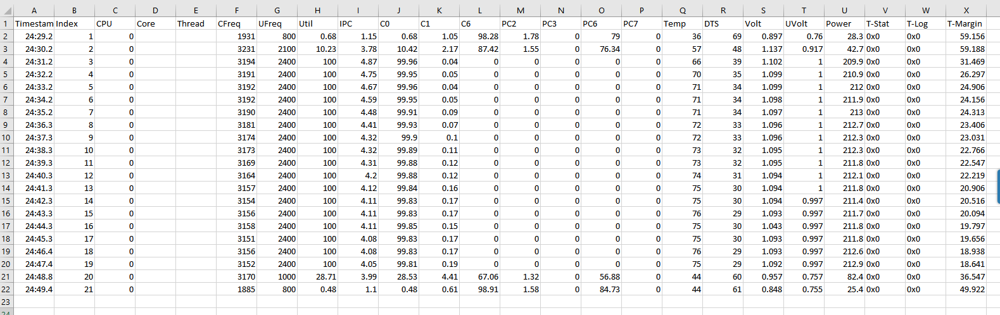 A B C D E F G H I J K L M N O P Q R S T U V W X
1 Timestam Index CPU Core Thread CFreq UFreq Util IPC C0 C1 C6 PC2 PC3 PC6 PC7 Temp DTS Volt UVolt Power T-Stat T-Log T-Margin
2 24:29.2 1 0 1931 800 0.68 1.15 0.68 1.05 98.28 1.78 0 79 0 36 69 0.897 0.76 28.3 0x0 0x0 59.156
3 24:30.2 2 0 3231 2100 10.23 3.78 10.42 2.17 87.42 1.55 0 76.34 0 57 48 1.137 0.917 42.7 0x0 0x0 59.188
4 24:31.2 3 0 3194 2400 100 4.87 99.96 0.04 0 0 0 0 0 66 39 1.102 1 209.9 0x0 0x0 31.469
5 24:32.2 4 0 3191 2400 100 4.75 99.95 0.05 0 0 0 0 0 70 35 1.099 1 210.9 0x0 0x0 26.297
6 24:33.2 5 0 3192 2400 100 4.67 99.96 0.04 0 0 0 0 0 71 34 1.099 1 212 0x0 0x0 24.906
7 24:34.2 6 0 3192 2400 100 4.59 99.95 0.05 0 0 0 0 0 71 34 1.098 1 211.9 0x0 0x0 24.156
8 24:35.2 7 0 3190 2400 100 4.48 99.91 0.09 0 0 0 0 0 71 34 1.097 1 213 0x0 0x0 24.313
9 24:36.3 8 0 3181 2400 100 4.41 99.93 0.07 0 0 0 0 0 72 33 1.096 1 212.7 0x0 0x0 23.406
10 24:37.3 9 0 3174 2400 100 4.32 99.9 0.1 0 0 0 0 0 72 33 1.096 1 212.3 0x0 0x0 23.031
11 24:38.3 10 0 3173 2400 100 4.32 99.89 0.11 0 0 0 0 0 73 32 1.095 1 212.3 0x0 0x0 22.766
12 24:39.3 11 0 3169 2400 100 4.31 99.88 0.12 0 0 0 0 0 73 32 1.095 1 211.8 0x0 0x0 22.547
13 24:40.3 12 0 3164 2400 100 4.2 99.88 0.12 0 0 0 0 0 74 31 1.094 1 212.1 0x0 0x0 22.219
14 24:41.3 13 0 3157 2400 100 4.12 99.84 0.16 0 0 0 0 0 75 30 1.094 1 211.8 0x0 0x0 20.906
15 24:42.3 14 0 3154 2400 100 4.11 99.83 0.17 0 0 0 0 0 75 30 1.094 0.997 211.4 0x0 0x0 20.516
16 24:43.3 15 0 3156 2400 100 4.11 99.83 0.17 0 0 0 0 0 76 29 1.093 0.997 211.7 0x0 0x0 20.094
17 24:44.3 16 0 3158 2400 100 4.11 99.85 0.15 0 0 0 0 0 75 30 1.043 0.997 211.8 0x0 0x0 19.797
18 24:45.3 17 0 3151 2400 100 4.08 99.83 0.17 0 0 0 0 0 75 30 1.093 0.997 211.8 0x0 0x0 19.656
19 24:46.4 18 0 3156 2400 100 4.08 99.83 0.17 0 0 0 0 0 76 29 1.093 0.997 212.6 0x0 0x0 18.938
20 24:47.4 19 0 3152 2400 100 4.05 99.81 0.19 0 0 0 0 0 75 29 1.092 0.997 212.9 0x0 0x0 18.641
21 24:48.8 20 0 3170 1000 28.71 3.99 28.53 4.41 67.06 1.32 0 56.88 0 44 60 0.957 0.757 82.4 0x0 0x0 36.547
22 24:49.4 21 0 1885 800 0.48 1.1 0.48 0.61 98.91 1.58 0 84.73 0 44 61 0.848 0.755 25.4 0x0 0x0 49.922
23
24